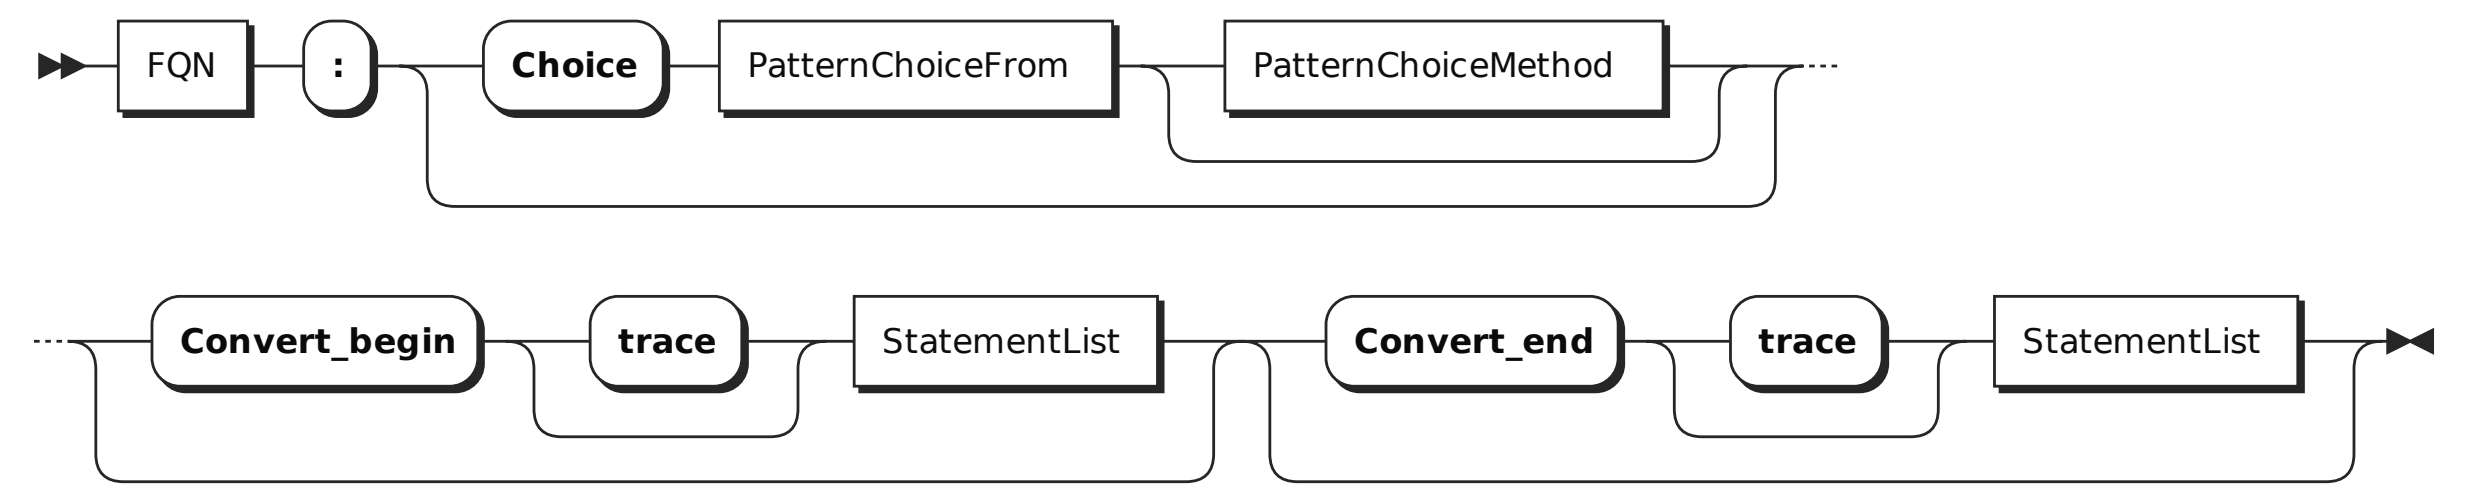 FQN : Choice PatternChoiceFrom PatternChoiceMethod
Convert_begin trace StatementList Convert_end trace StatementList